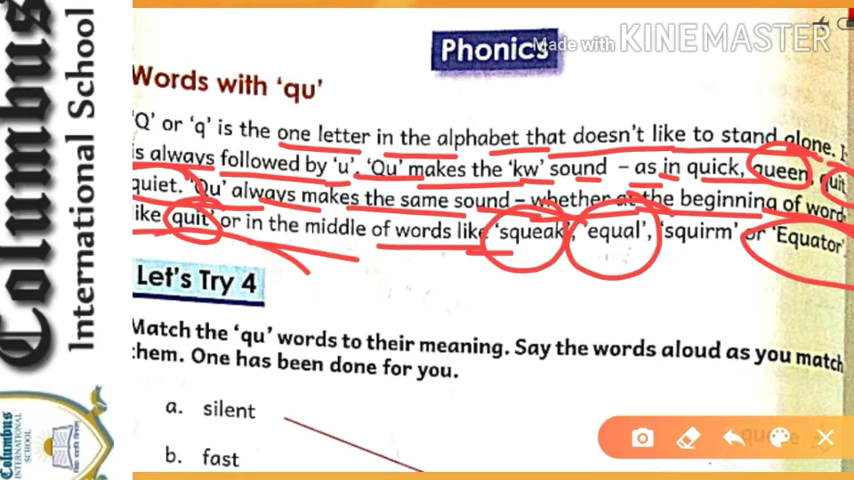 Columbus
International School
Made with KINEMASTER
Phonics
Words with 'qu'
'Q' or 'q' is the one letter in the alphabet that doesn't like to stand alone. I
is always followed by 'u'. 'Qu' makes the 'kw' sound – as in quick, queen, quit
quiet. 'Qu' always makes the same sound – whether at the beginning of word
like 'quit' or in the middle of words like 'squeak', 'equal', 'squirm' or 'Equator'.
Let's Try 4
Match the 'qu' words to their meaning. Say the words aloud as you match
them. One has been done for you.
a. silent
b. fast
Columbus
INTERNATIONAL
SCHOOL